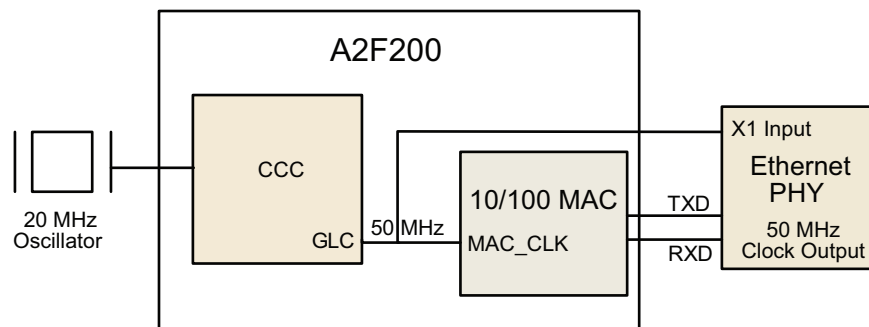 A2F200
20 MHz
Oscillator
CCC
GLC
50 MHz
10/100 MAC
MAC_CLK
TXD
RXD
X1 Input
Ethernet
PHY
50 MHz
Clock Output